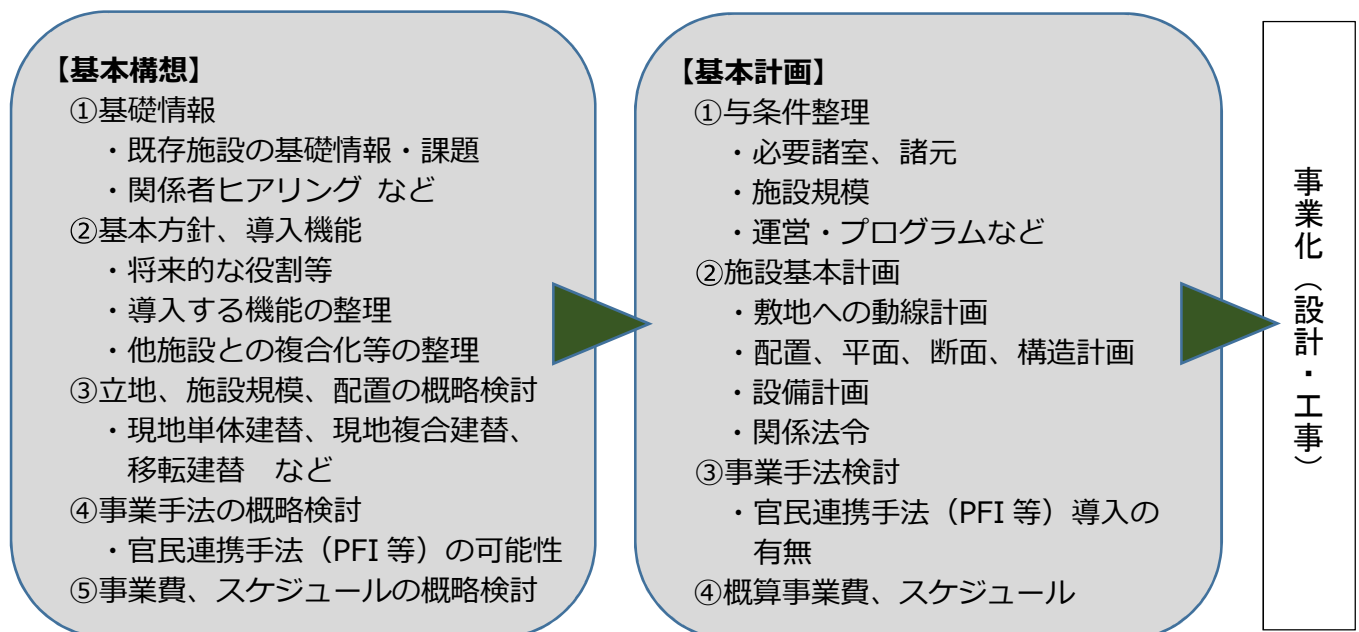 【基本構想】
①基礎情報
・既存施設の基礎情報・課題
・関係者ヒアリング など
②基本方針、導入機能
・将来的な役割等
・導入する機能の整理
・他施設との複合化等の整理
③立地、施設規模、配置の概略検討
・現地単体建替、現地複合建替、
移転建替　など
④事業手法の概略検討
・官民連携手法（PFI 等）の可能性
⑤事業費、スケジュールの概略検討
【基本計画】
①与条件整理
・必要諸室、諸元
・施設規模
・運営・プログラムなど
②施設基本計画
・敷地への動線計画
・配置、平面、断面、構造計画
・設備計画
・関係法令
③事業手法検討
・官民連携手法（PFI 等）導入の
有無
④概算事業費、スケジュール
事業化（設計・工事）